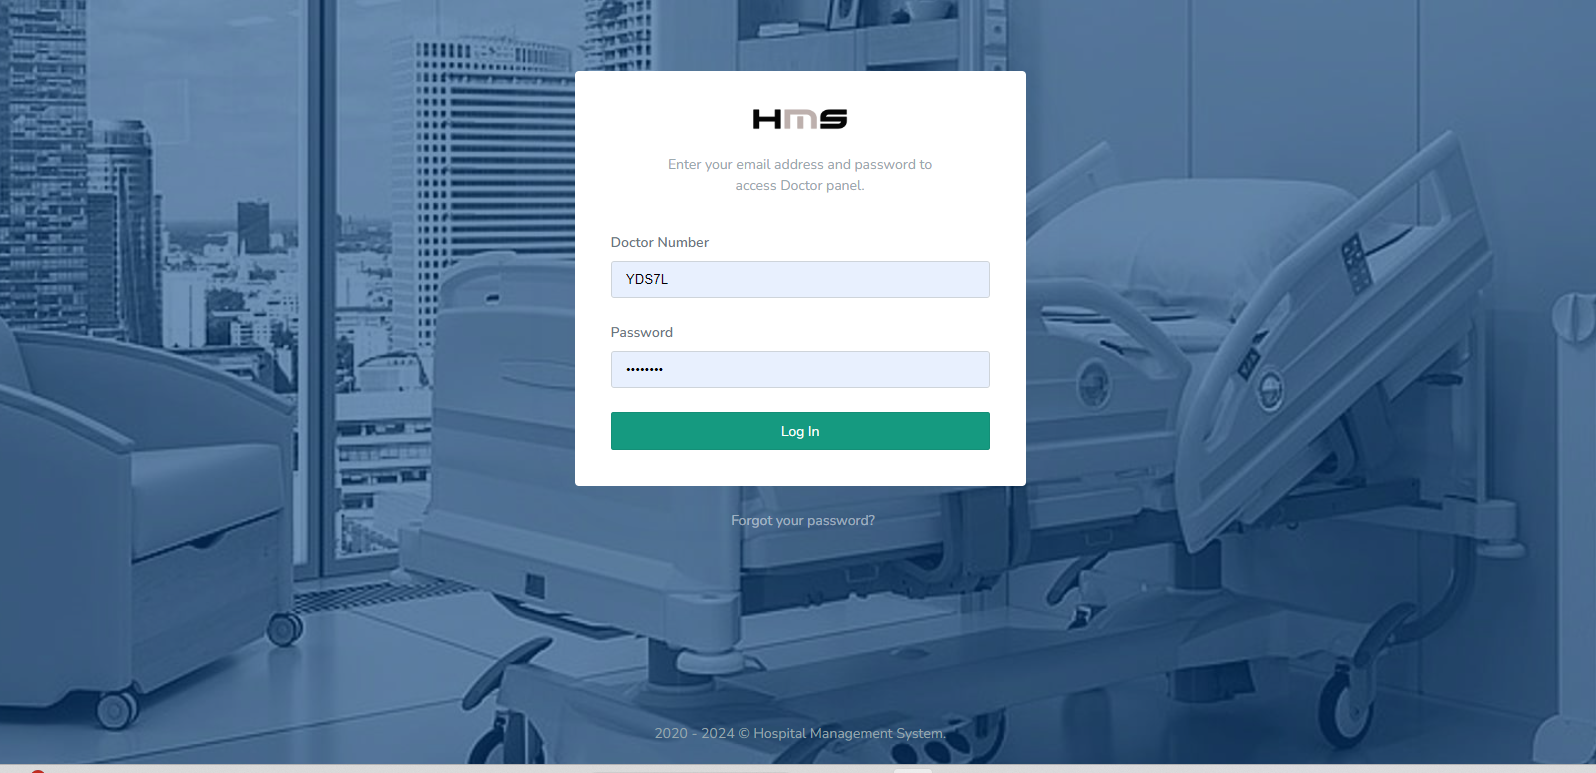 HMS
Enter your email address and password to
access Doctor panel.
Doctor Number
YDS7L
Password
••••••••
Log In
Forgot your password?
2020 - 2024 © Hospital Management System.